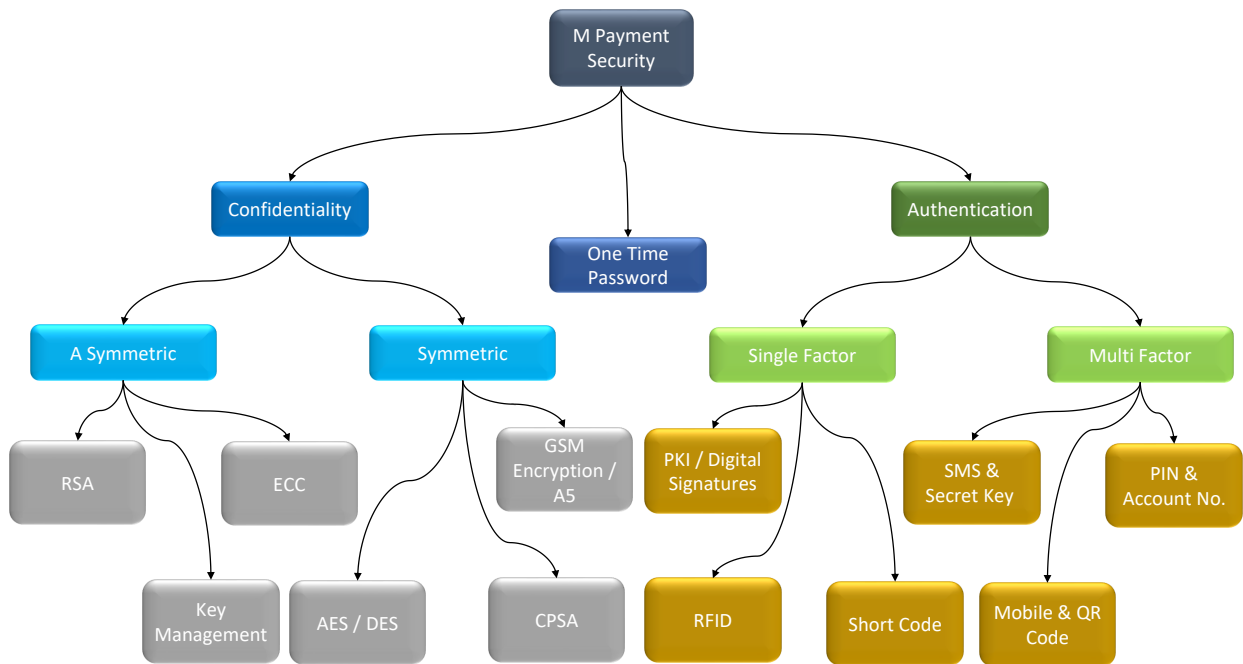 M Payment
Security
Confidentiality
Authentication
One Time
Password
A Symmetric
Symmetric
Single Factor
Multi Factor
RSA
ECC
GSM
Encryption /
A5
PKI / Digital
Signatures
SMS &
Secret Key
PIN &
Account No.
Key
Management
AES / DES
CPSA
RFID
Short Code
Mobile & QR
Code